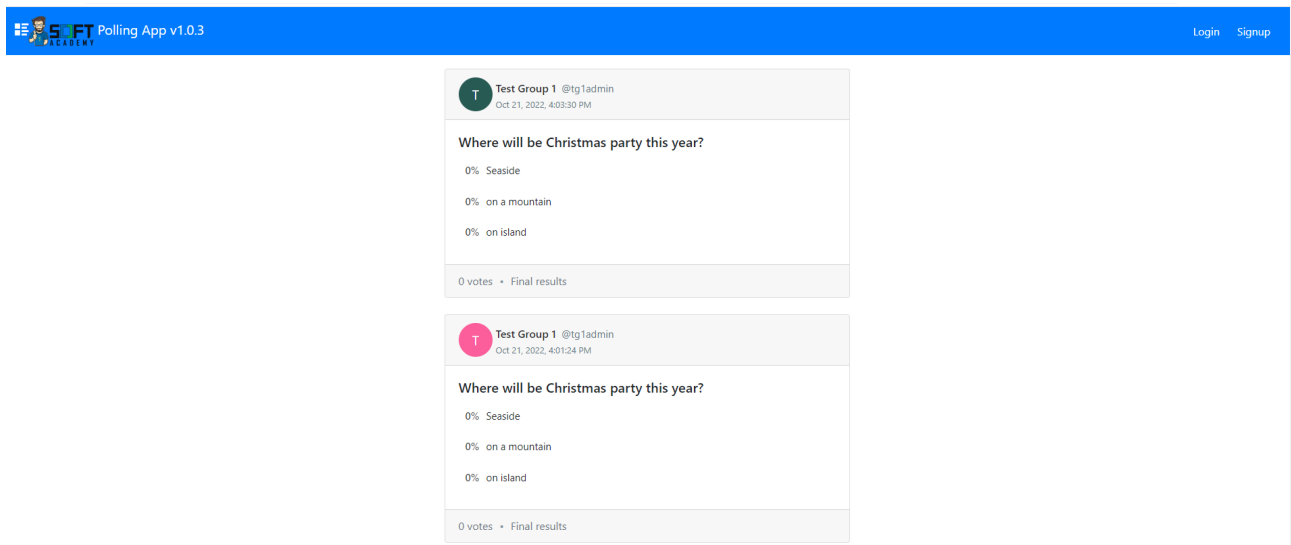 SOFT
ACADEMY
Polling App v1.0.3
Login Signup
T
Test Group 1 @tg1admin
Oct 21, 2022, 4:03:30 PM
Where will be Christmas party this year?
0% Seaside
0% on a mountain
0% on island
0 votes • Final results
T
Test Group 1 @tg1admin
Oct 21, 2022, 4:01:24 PM
Where will be Christmas party this year?
0% Seaside
0% on a mountain
0% on island
0 votes • Final results